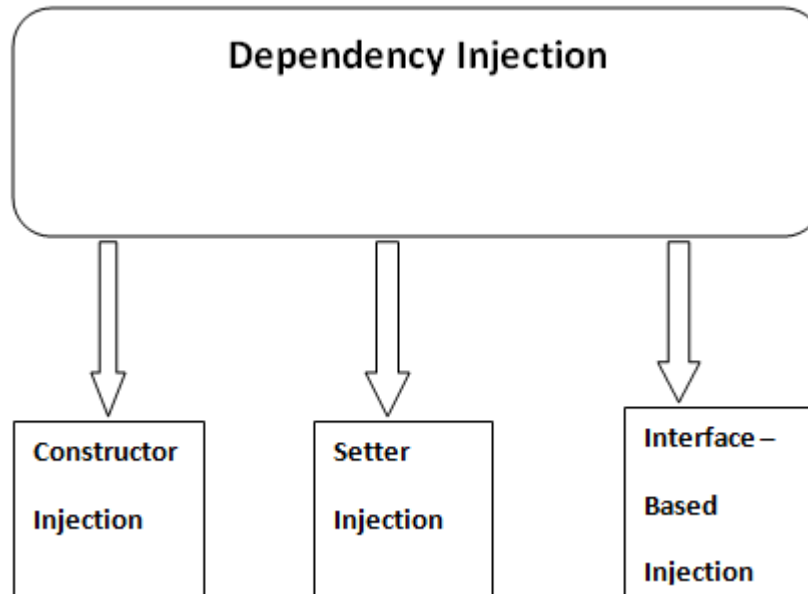 Dependency Injection
Constructor
Injection
Setter
Injection
Interface –
Based
Injection